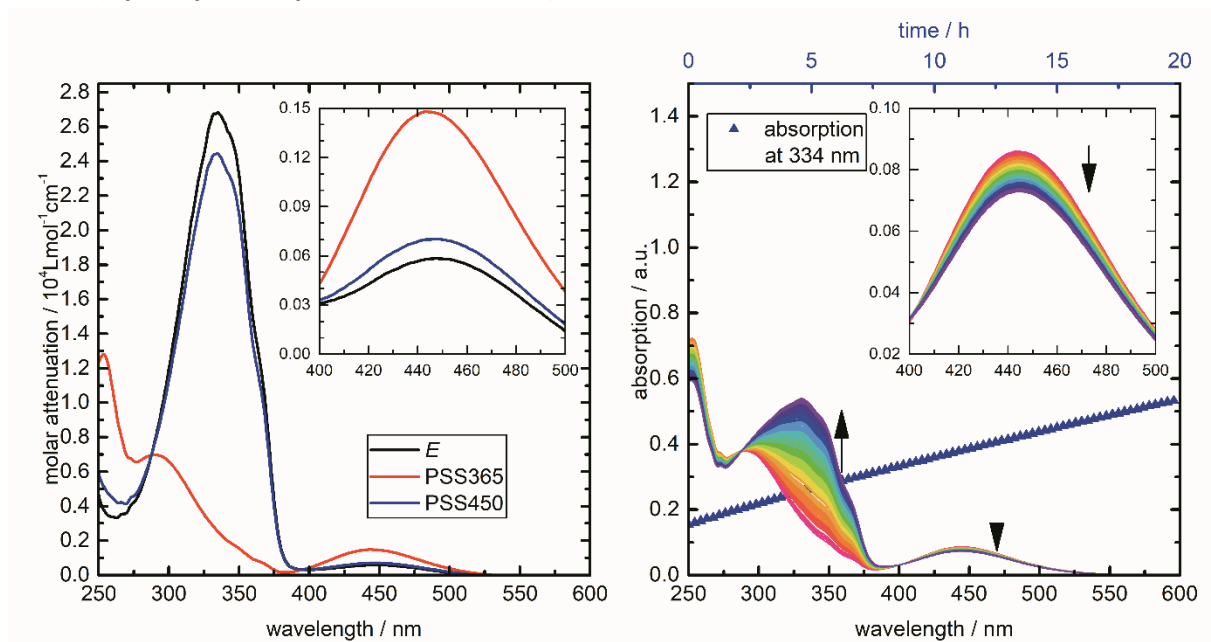 2.8
2.6
2.4
2.2
2.0
1.8
1.6
1.4
1.2
1.0
0.8
0.6
0.4
0.2
0.0
molar attenuation / 10⁴Lmol⁻¹cm⁻¹
250 300 350 400 450 500 550 600
wavelength / nm
0.15
0.12
0.09
0.06
0.03
0.00
400 420 440 460 480 500
E
PSS365
PSS450
time / h
0 5 10 15 20
1.4
1.2
1.0
0.8
0.6
0.4
0.2
0.0
absorption / a.u.
absorption
at 334 nm
0.10
0.08
0.06
0.04
0.02
400 420 440 460 480 500
250 300 350 400 450 500 550 600
wavelength / nm